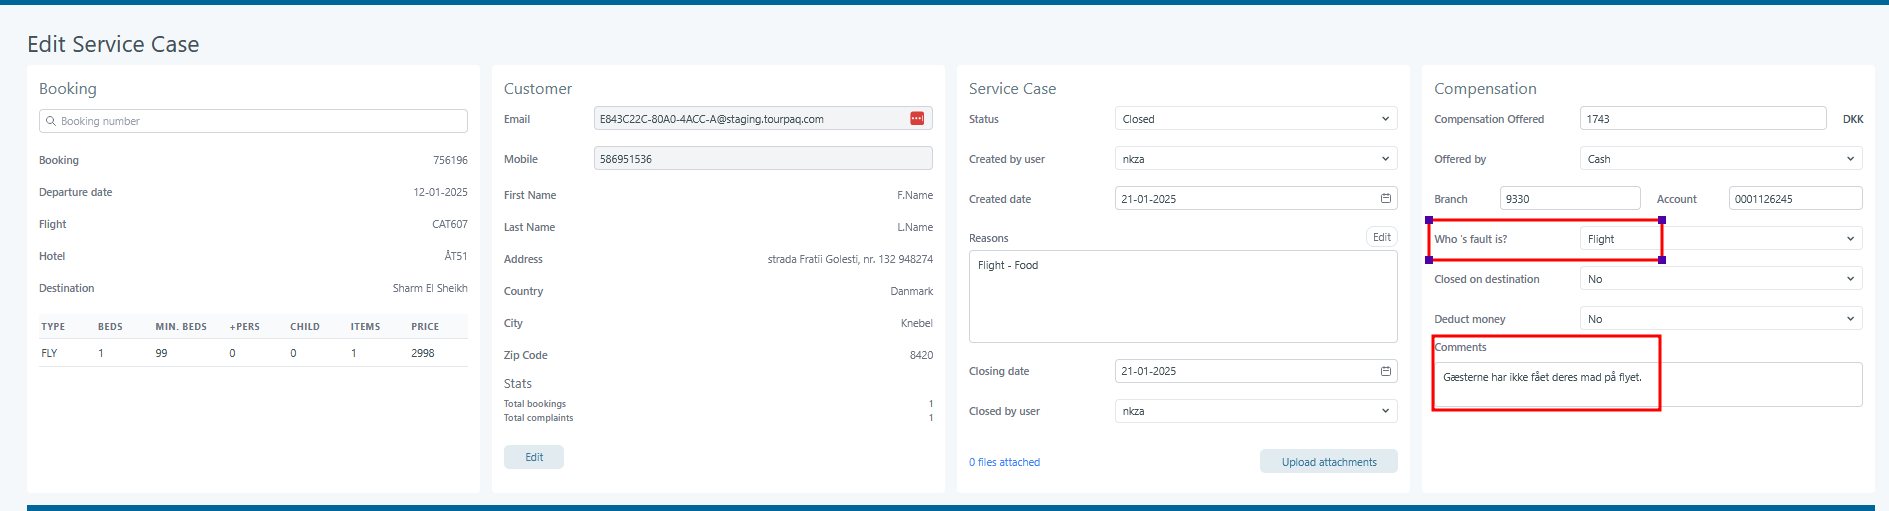 Edit Service Case
Booking
Booking number
Booking 756196
Departure date 12-01-2025
Flight CAT607
Hotel ÅT51
Destination Sharm El Sheikh
TYPE BEDS MIN. BEDS +PERS CHILD ITEMS PRICE
FLY 1 99 0 0 1 2998
Customer
Email E843C22C-80A0-4ACC-A@staging.tourpaq.com
Mobile 586951536
First Name F.Name
Last Name L.Name
Address strada Fratii Golesti, nr. 132 948274
Country Danmark
City Knebel
Zip Code 8420
Stats
Total bookings 1
Total complaints 1
Edit
Service Case
Status Closed
Created by user nkza
Created date 21-01-2025
Reasons Edit
Flight - Food
Closing date 21-01-2025
Closed by user nkza
0 files attached Upload attachments
Compensation
Compensation Offered 1743 DKK
Offered by Cash
Branch 9330 Account 0001126245
Who 's fault is? Flight
Closed on destination No
Deduct money No
Comments
Gæsterne har ikke fået deres mad på flyet.